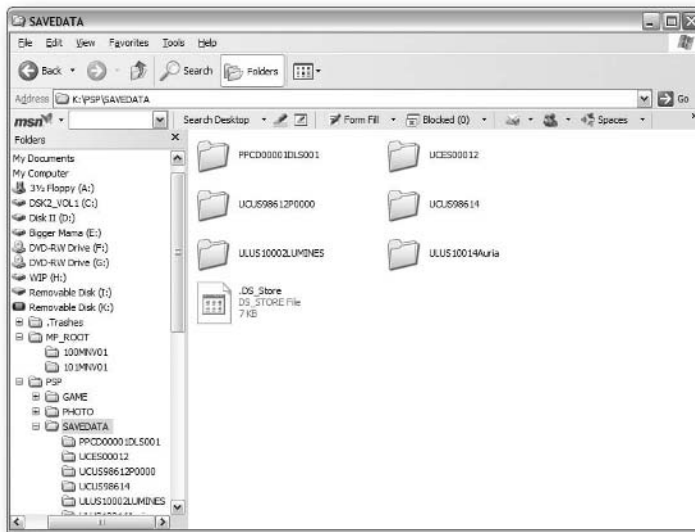 SAVEDATA
File Edit View Favorites Tools Help
Back Search Folders
Address K:\PSP\SAVEDATA Go
msn Search Desktop Form Fill Blocked (0) Spaces
Folders X
My Documents
My Computer
3½ Floppy (A:)
DSK2_VOL1 (C:)
Disk II (D:)
Bigger Mama (E:)
DVD-RW Drive (F:)
DVD-RW Drive (G:)
WIP (H:)
Removable Disk (I:)
Removable Disk (K:)
.Trashes
MP_ROOT
100MNV01
101MNV01
PSP
GAME
PHOTO
SAVEDATA
PPCD00001DLS001
UCES00012
UCUS98612P0000
UCUS98614
ULUS10002LUMINES
PPCD00001DLS001
UCES00012
UCUS98612P0000
UCUS98614
ULUS10002LUMINES
ULUS10014Auria
.DS_Store
DS_STORE File
7 KB